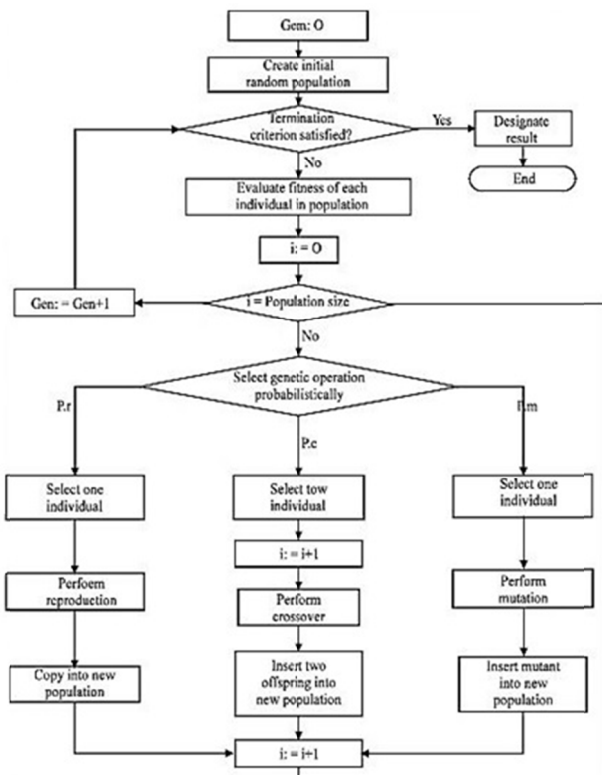 Gem: O
Create initial
random population
Termination
criterion satisfied?
Yes
Designate
result
End
No
Evaluate fitness of each
individual in population
i: = O
Gen: = Gen+1
i = Population size
No
Select genetic operation
probabilistically
P.r
P.c
P.m
Select one
individual
Select tow
individual
Select one
individual
i: = i+1
Perfoem
reproduction
Perform
crossover
Perform
mutation
Copy into new
population
Insert two
offspring into
new population
Insert mutant
into new
population
i: = i+1